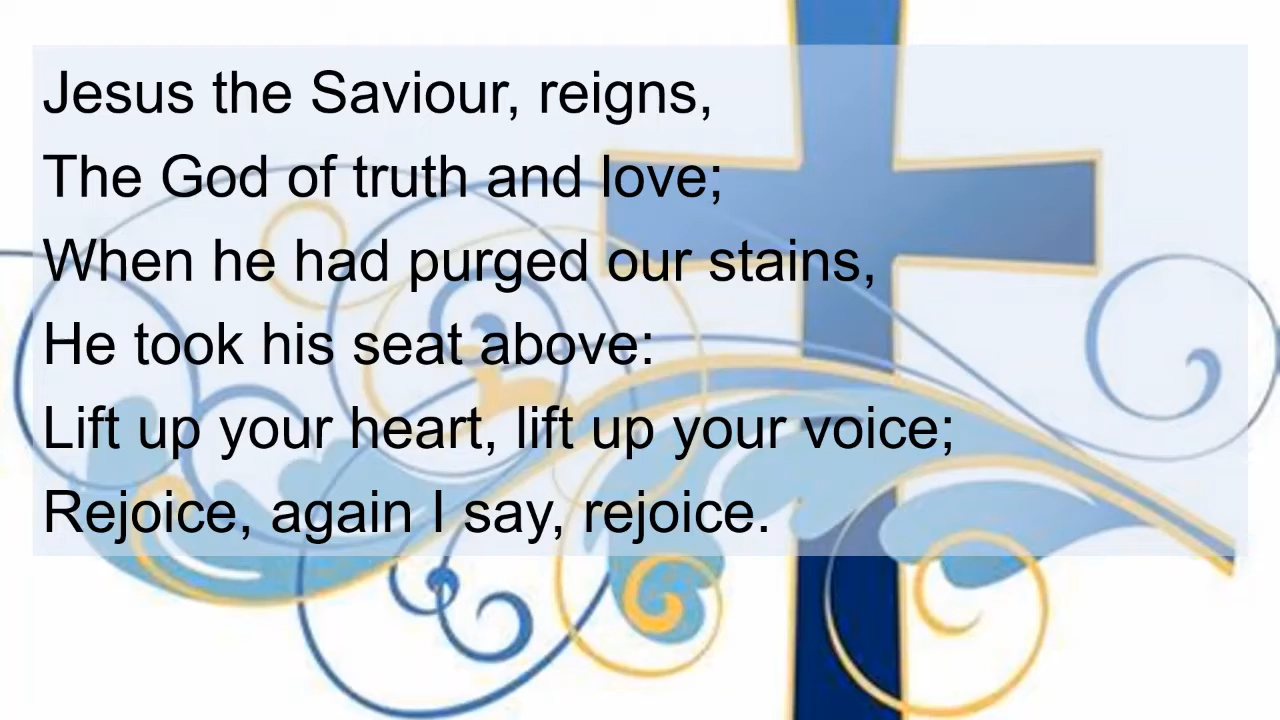 Jesus the Saviour, reigns,
The God of truth and love;
When he had purged our stains,
He took his seat above:
Lift up your heart, lift up your voice;
Rejoice, again I say, rejoice.